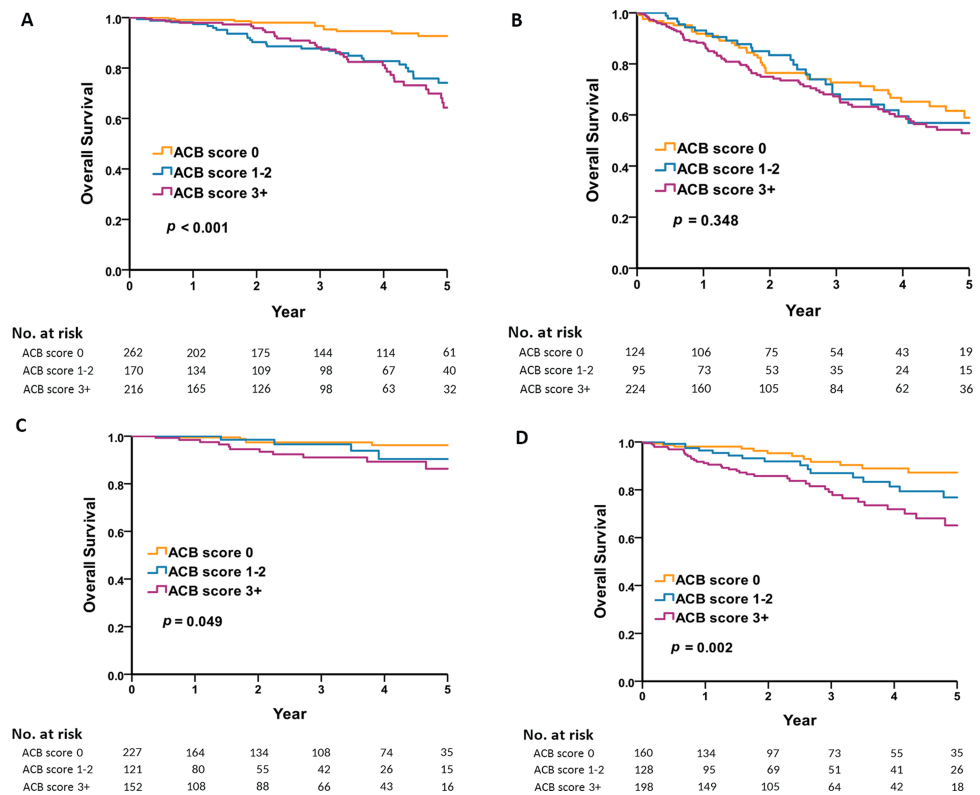 A
Overall Survival
1.0
0.8
0.6
0.4
0.2
0.0
ACB score 0
ACB score 1-2
ACB score 3+
p < 0.001
0 1 2 3 4 5
Year
No. at risk
ACB score 0 262 202 175 144 114 61
ACB score 1-2 170 134 109 98 67 40
ACB score 3+ 216 165 126 98 63 32
B
Overall Survival
1.0
0.8
0.6
0.4
0.2
0.0
ACB score 0
ACB score 1-2
ACB score 3+
p = 0.348
0 1 2 3 4 5
Year
No. at risk
ACB score 0 124 106 75 54 43 19
ACB score 1-2 95 73 53 35 24 15
ACB score 3+ 224 160 105 84 62 36
C
Overall Survival
1.0
0.8
0.6
0.4
0.2
0.0
ACB score 0
ACB score 1-2
ACB score 3+
p = 0.049
0 1 2 3 4 5
Year
No. at risk
ACB score 0 227 164 134 108 74 35
ACB score 1-2 121 80 55 42 26 15
ACB score 3+ 152 108 88 66 43 16
D
Overall Survival
1.0
0.8
0.6
0.4
0.2
0.0
ACB score 0
ACB score 1-2
ACB score 3+
p = 0.002
0 1 2 3 4 5
Year
No. at risk
ACB score 0 160 134 97 73 55 35
ACB score 1-2 128 95 69 51 41 26
ACB score 3+ 198 149 105 64 42 18